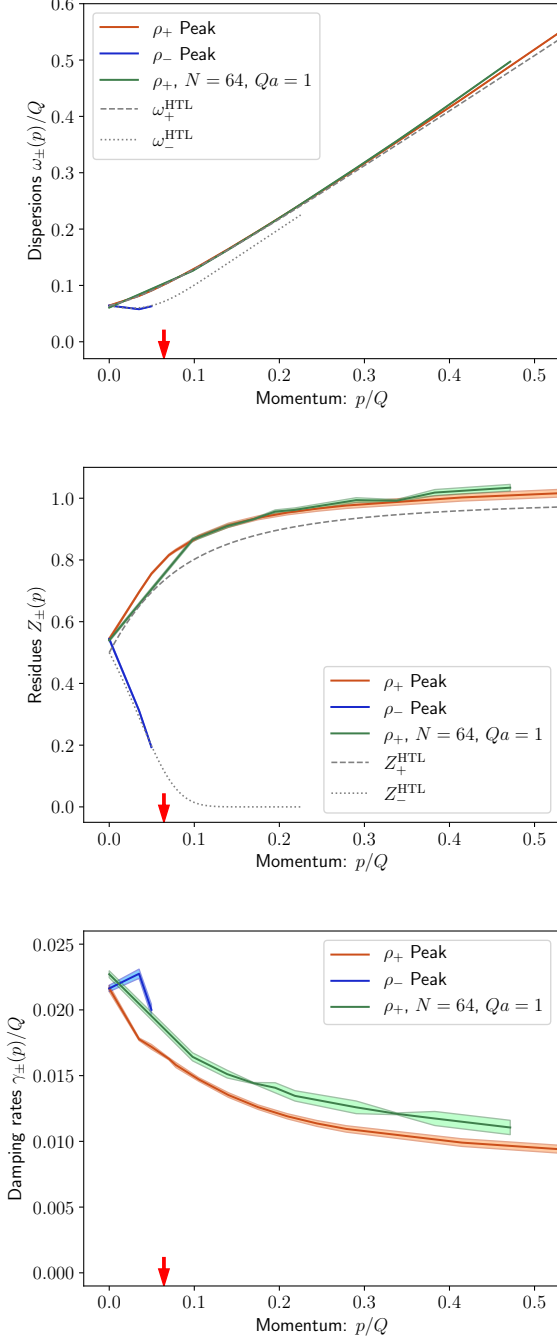 0.6
0.5
0.4
0.3
0.2
0.1
0.0
Dispersions ω±(p)/Q
ρ+ Peak
ρ− Peak
ρ+, N = 64, Qa = 1
ω+^HTL
ω−^HTL
0.0 0.1 0.2 0.3 0.4 0.5
Momentum: p/Q
1.0
0.8
0.6
0.4
0.2
0.0
Residues Z±(p)
ρ+ Peak
ρ− Peak
ρ+, N = 64, Qa = 1
Z+^HTL
Z−^HTL
0.0 0.1 0.2 0.3 0.4 0.5
Momentum: p/Q
0.025
0.020
0.015
0.010
0.005
0.000
Damping rates γ±(p)/Q
ρ+ Peak
ρ− Peak
ρ+, N = 64, Qa = 1
0.0 0.1 0.2 0.3 0.4 0.5
Momentum: p/Q